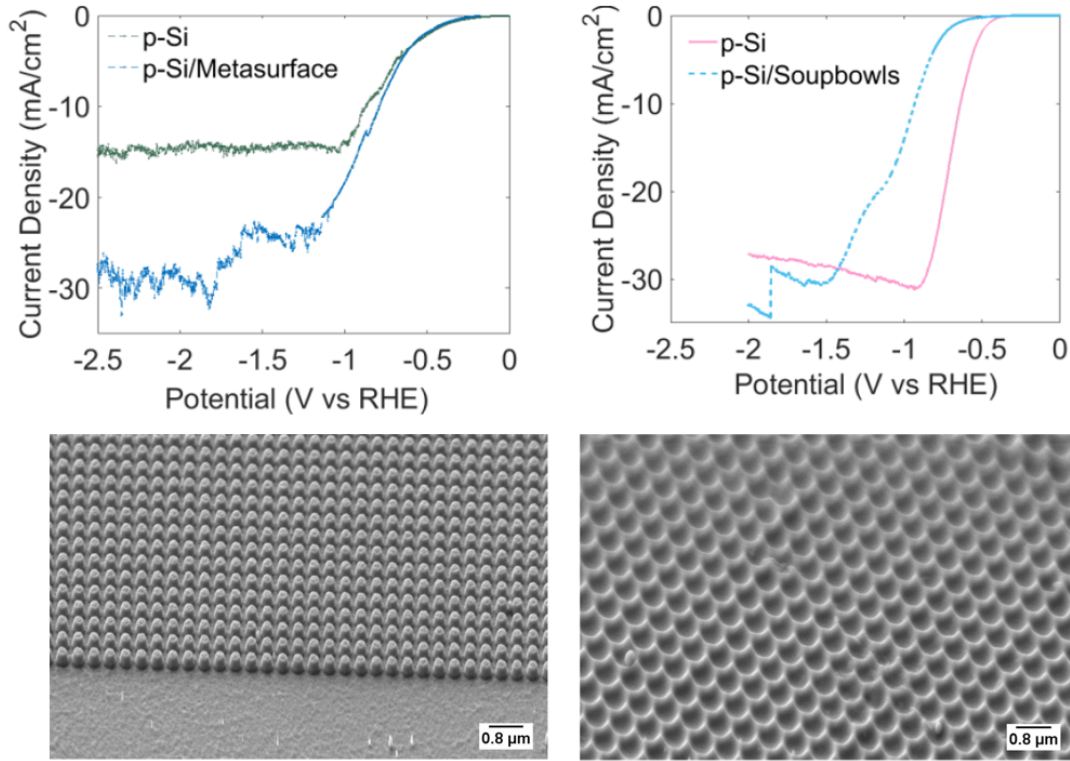 p-Si
p-Si/Metasurface
Current Density (mA/cm²)
0
-10
-20
-30
-2.5 -2 -1.5 -1 -0.5 0
Potential (V vs RHE)
p-Si
p-Si/Soupbowls
Current Density (mA/cm²)
0
-10
-20
-30
-2.5 -2 -1.5 -1 -0.5 0
Potential (V vs RHE)
0.8 µm
0.8 µm